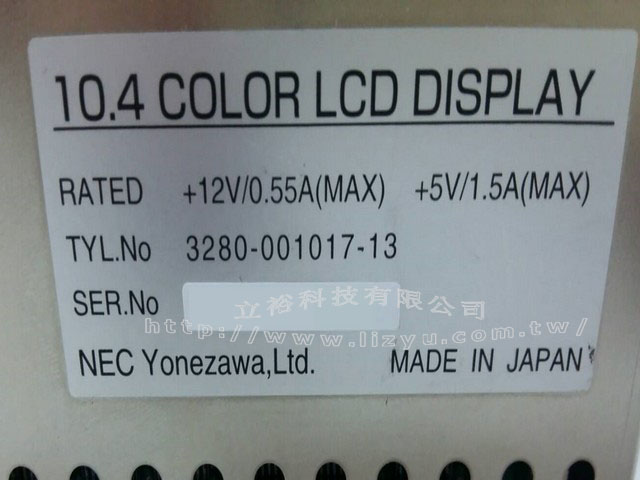 10.4 COLOR LCD DISPLAY
RATED +12V/0.55A(MAX) +5V/1.5A(MAX)
TYL.No 3280-001017-13
SER.No
立裕科技有限公司
http://www.lizyu.com.tw/
NEC Yonezawa,Ltd. MADE IN JAPAN